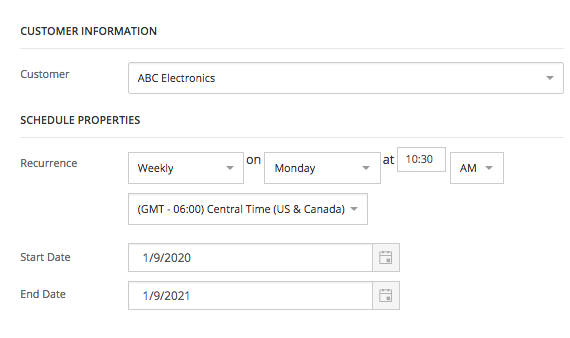 CUSTOMER INFORMATION
Customer
ABC Electronics
SCHEDULE PROPERTIES
Recurrence
Weekly on Monday at 10:30 AM
(GMT - 06:00) Central Time (US & Canada)
Start Date
1/9/2020
End Date
1/9/2021